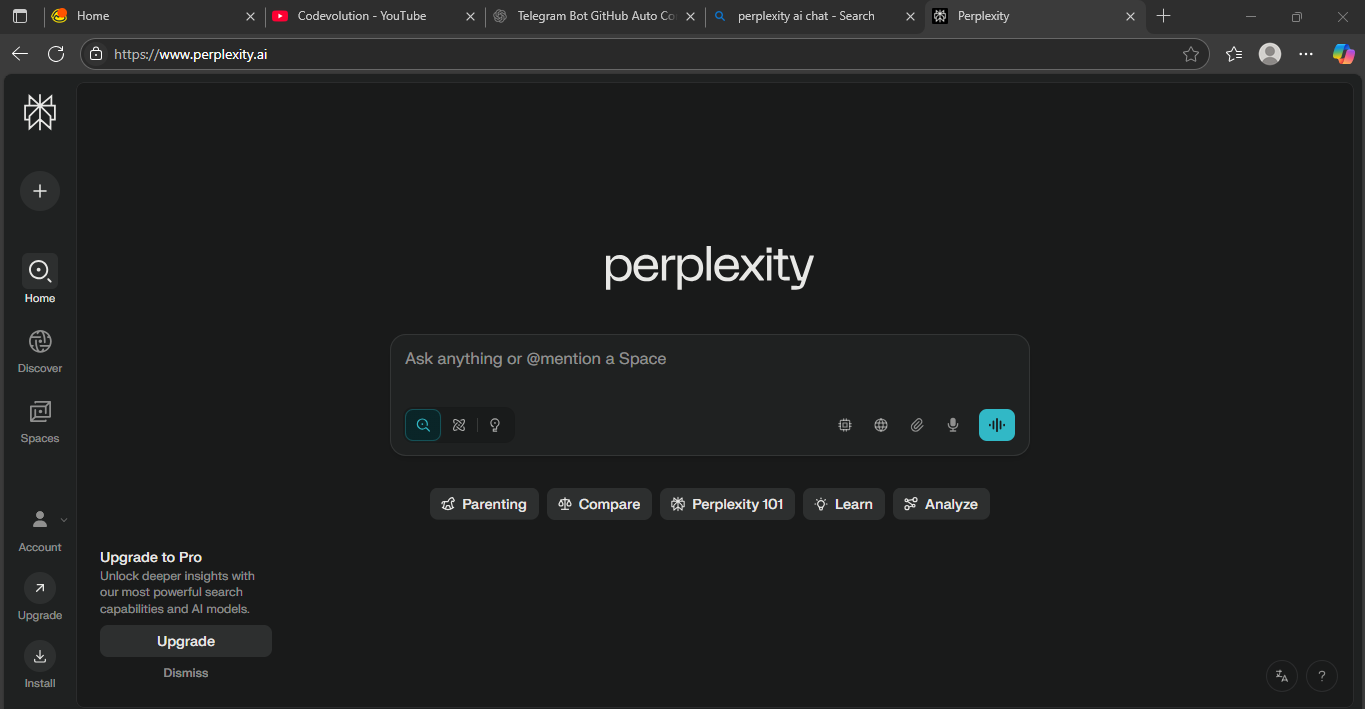 Home
Codevolution - YouTube
Telegram Bot GitHub Auto Co
perplexity ai chat - Search
Perplexity
https://www.perplexity.ai
Home
Discover
Spaces
Account
Upgrade
Install
perplexity
Ask anything or @mention a Space
Parenting
Compare
Perplexity 101
Learn
Analyze
Upgrade to Pro
Unlock deeper insights with
our most powerful search
capabilities and AI models.
Upgrade
Dismiss
?